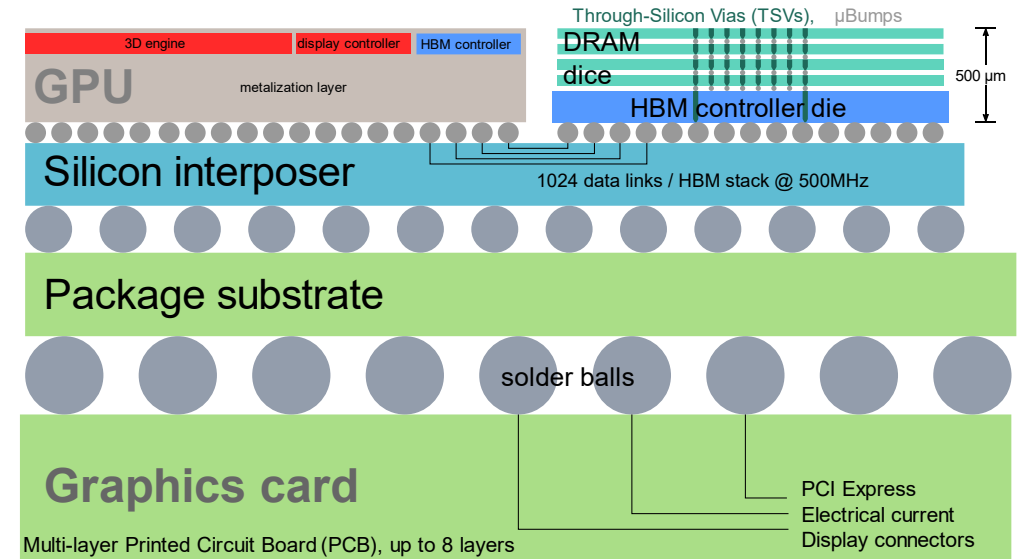 Through-Silicon Vias (TSVs), µBumps
3D engine
display controller
HBM controller
GPU
metalization layer
DRAM
dice
HBM controller die
500 µm
Silicon interposer
1024 data links / HBM stack @ 500MHz
Package substrate
solder balls
Graphics card
PCI Express
Electrical current
Display connectors
Multi-layer Printed Circuit Board (PCB), up to 8 layers